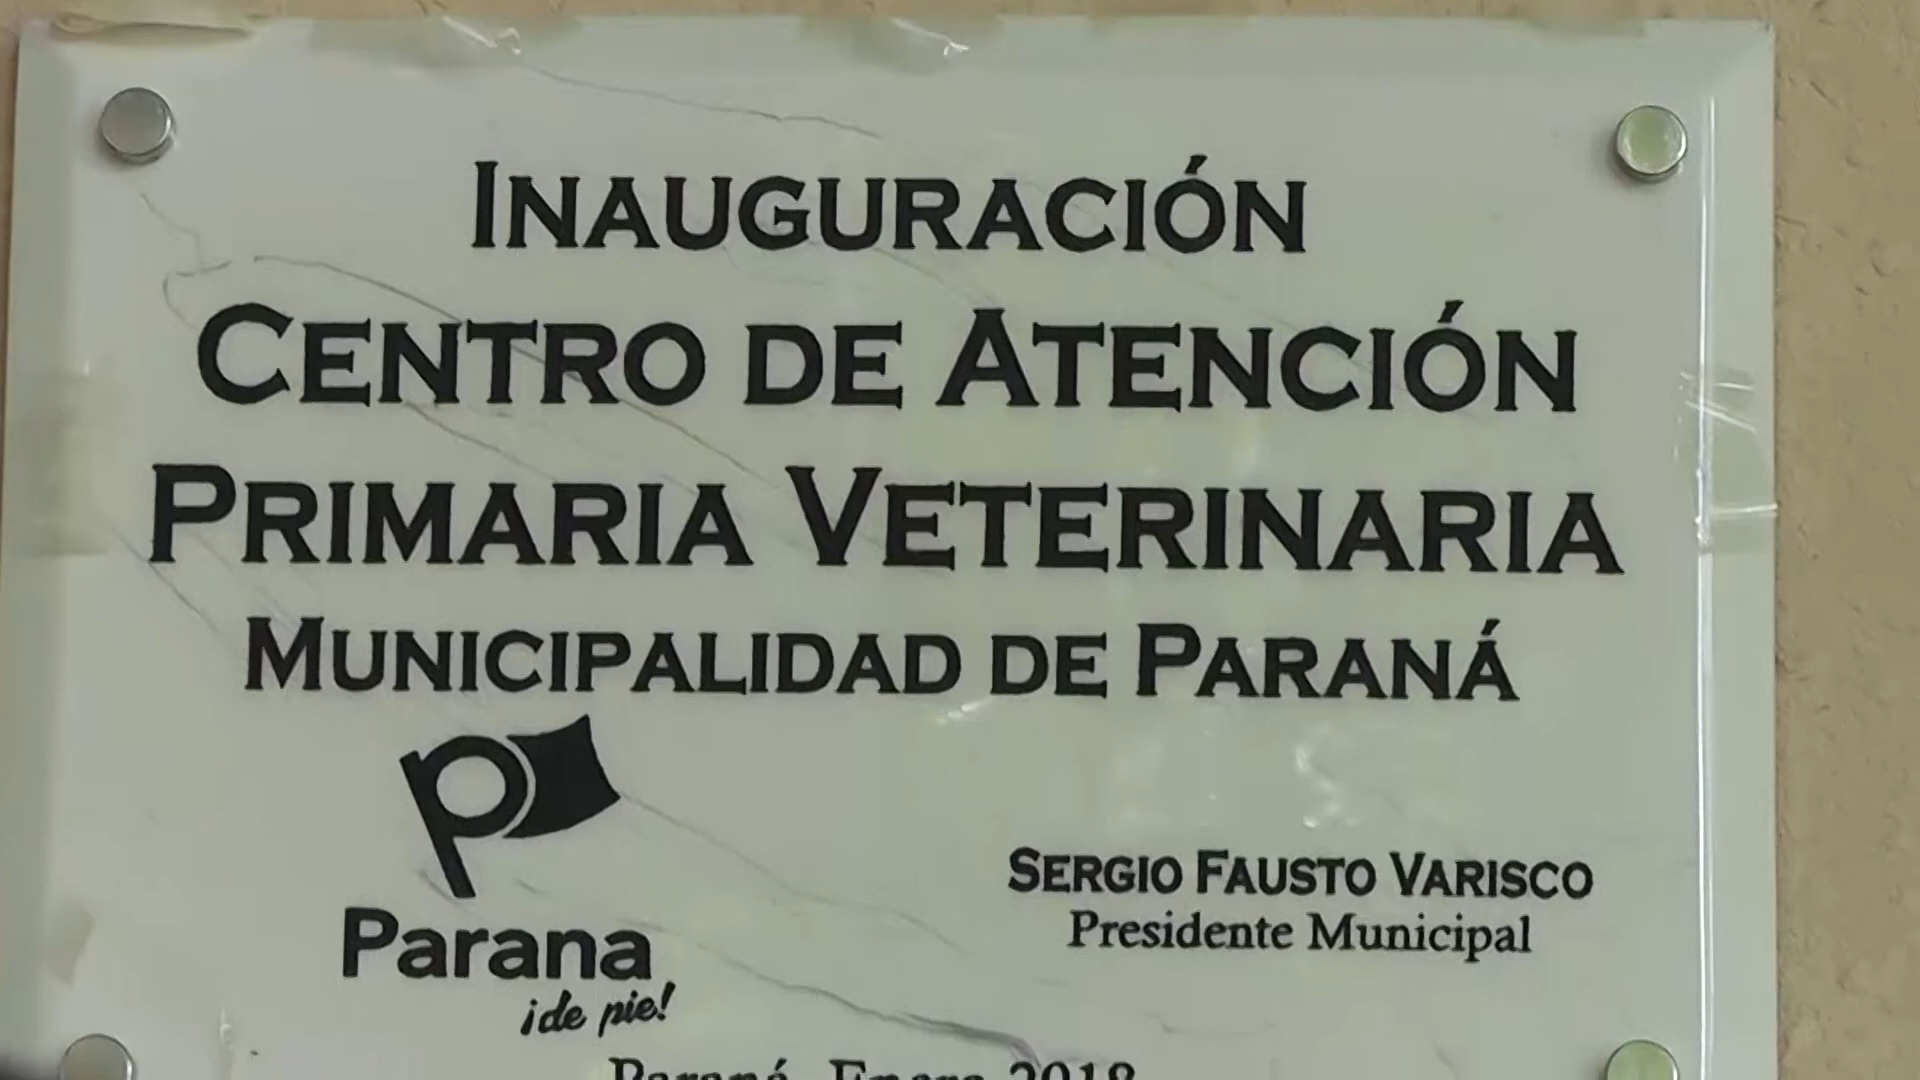 INAUGURACIÓN
CENTRO DE ATENCIÓN
PRIMARIA VETERINARIA
MUNICIPALIDAD DE PARANÁ
Parana
¡de pie!
SERGIO FAUSTO VARISCO
Presidente Municipal
Paraná, Enero 2018